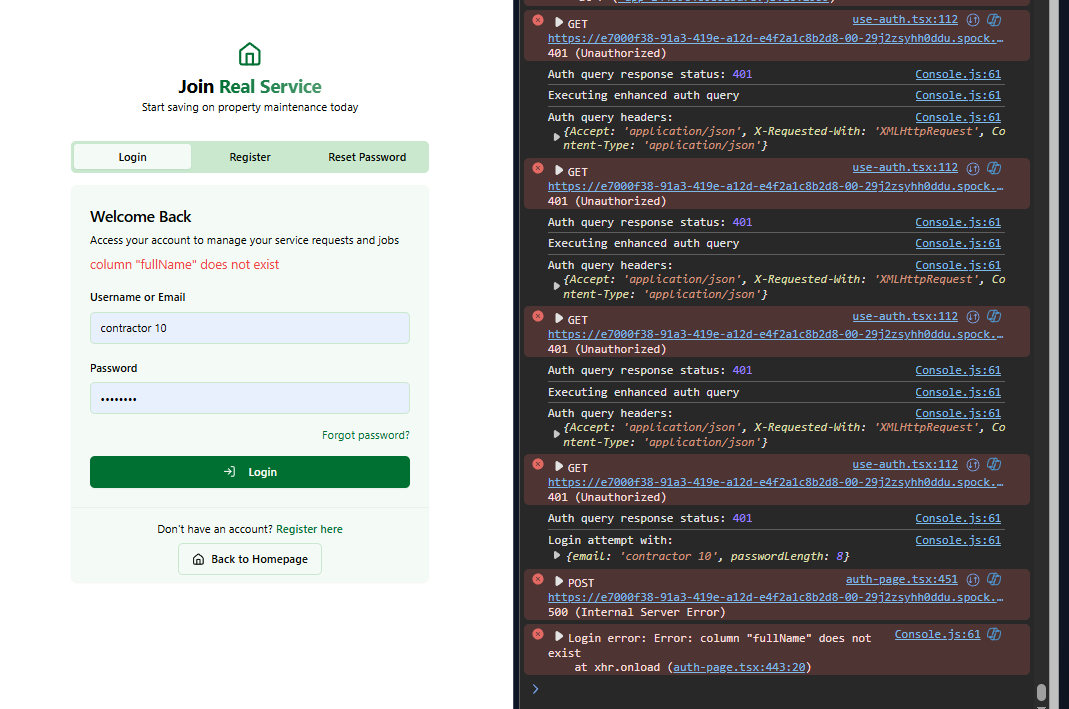 Join Real Service
Start saving on property maintenance today
Login
Register
Reset Password
Welcome Back
Access your account to manage your service requests and jobs
column "fullName" does not exist
Username or Email
contractor 10
Password
••••••••
Forgot password?
Login
Don't have an account? Register here
Back to Homepage
GET use-auth.tsx:112
https://e7000f38-91a3-419e-a12d-e4f2a1c8b2d8-00-29j2zsyhh0ddu.spock.…
401 (Unauthorized)
Auth query response status: 401 Console.js:61
Executing enhanced auth query Console.js:61
Auth query headers: Console.js:61
{Accept: 'application/json', X-Requested-With: 'XMLHttpRequest', Co
ntent-Type: 'application/json'}
GET use-auth.tsx:112
https://e7000f38-91a3-419e-a12d-e4f2a1c8b2d8-00-29j2zsyhh0ddu.spock.…
401 (Unauthorized)
Auth query response status: 401 Console.js:61
Executing enhanced auth query Console.js:61
Auth query headers: Console.js:61
{Accept: 'application/json', X-Requested-With: 'XMLHttpRequest', Co
ntent-Type: 'application/json'}
GET use-auth.tsx:112
https://e7000f38-91a3-419e-a12d-e4f2a1c8b2d8-00-29j2zsyhh0ddu.spock.…
401 (Unauthorized)
Auth query response status: 401 Console.js:61
Executing enhanced auth query Console.js:61
Auth query headers: Console.js:61
{Accept: 'application/json', X-Requested-With: 'XMLHttpRequest', Co
ntent-Type: 'application/json'}
GET use-auth.tsx:112
https://e7000f38-91a3-419e-a12d-e4f2a1c8b2d8-00-29j2zsyhh0ddu.spock.…
401 (Unauthorized)
Auth query response status: 401 Console.js:61
Login attempt with: Console.js:61
{email: 'contractor 10', passwordLength: 8}
POST auth-page.tsx:451
https://e7000f38-91a3-419e-a12d-e4f2a1c8b2d8-00-29j2zsyhh0ddu.spock.…
500 (Internal Server Error)
Login error: Error: column "fullName" does not Console.js:61
exist
at xhr.onload (auth-page.tsx:443:20)